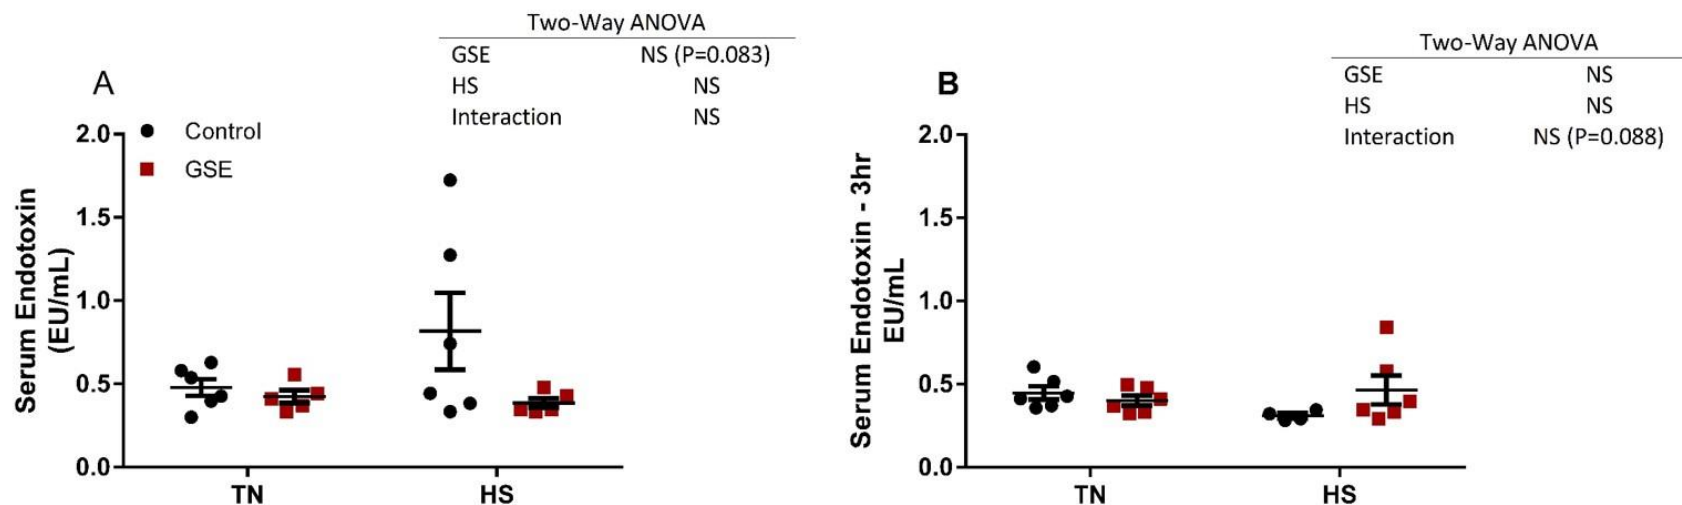 Two-Way ANOVA
GSE NS (P=0.083)
HS NS
Interaction NS
A
Control
GSE
Serum Endotoxin
(EU/mL)
2.0
1.5
1.0
0.5
0.0
TN HS
Two-Way ANOVA
GSE NS
HS NS
Interaction NS (P=0.088)
B
Serum Endotoxin - 3hr
EU/mL
2.0
1.5
1.0
0.5
0.0
TN HS